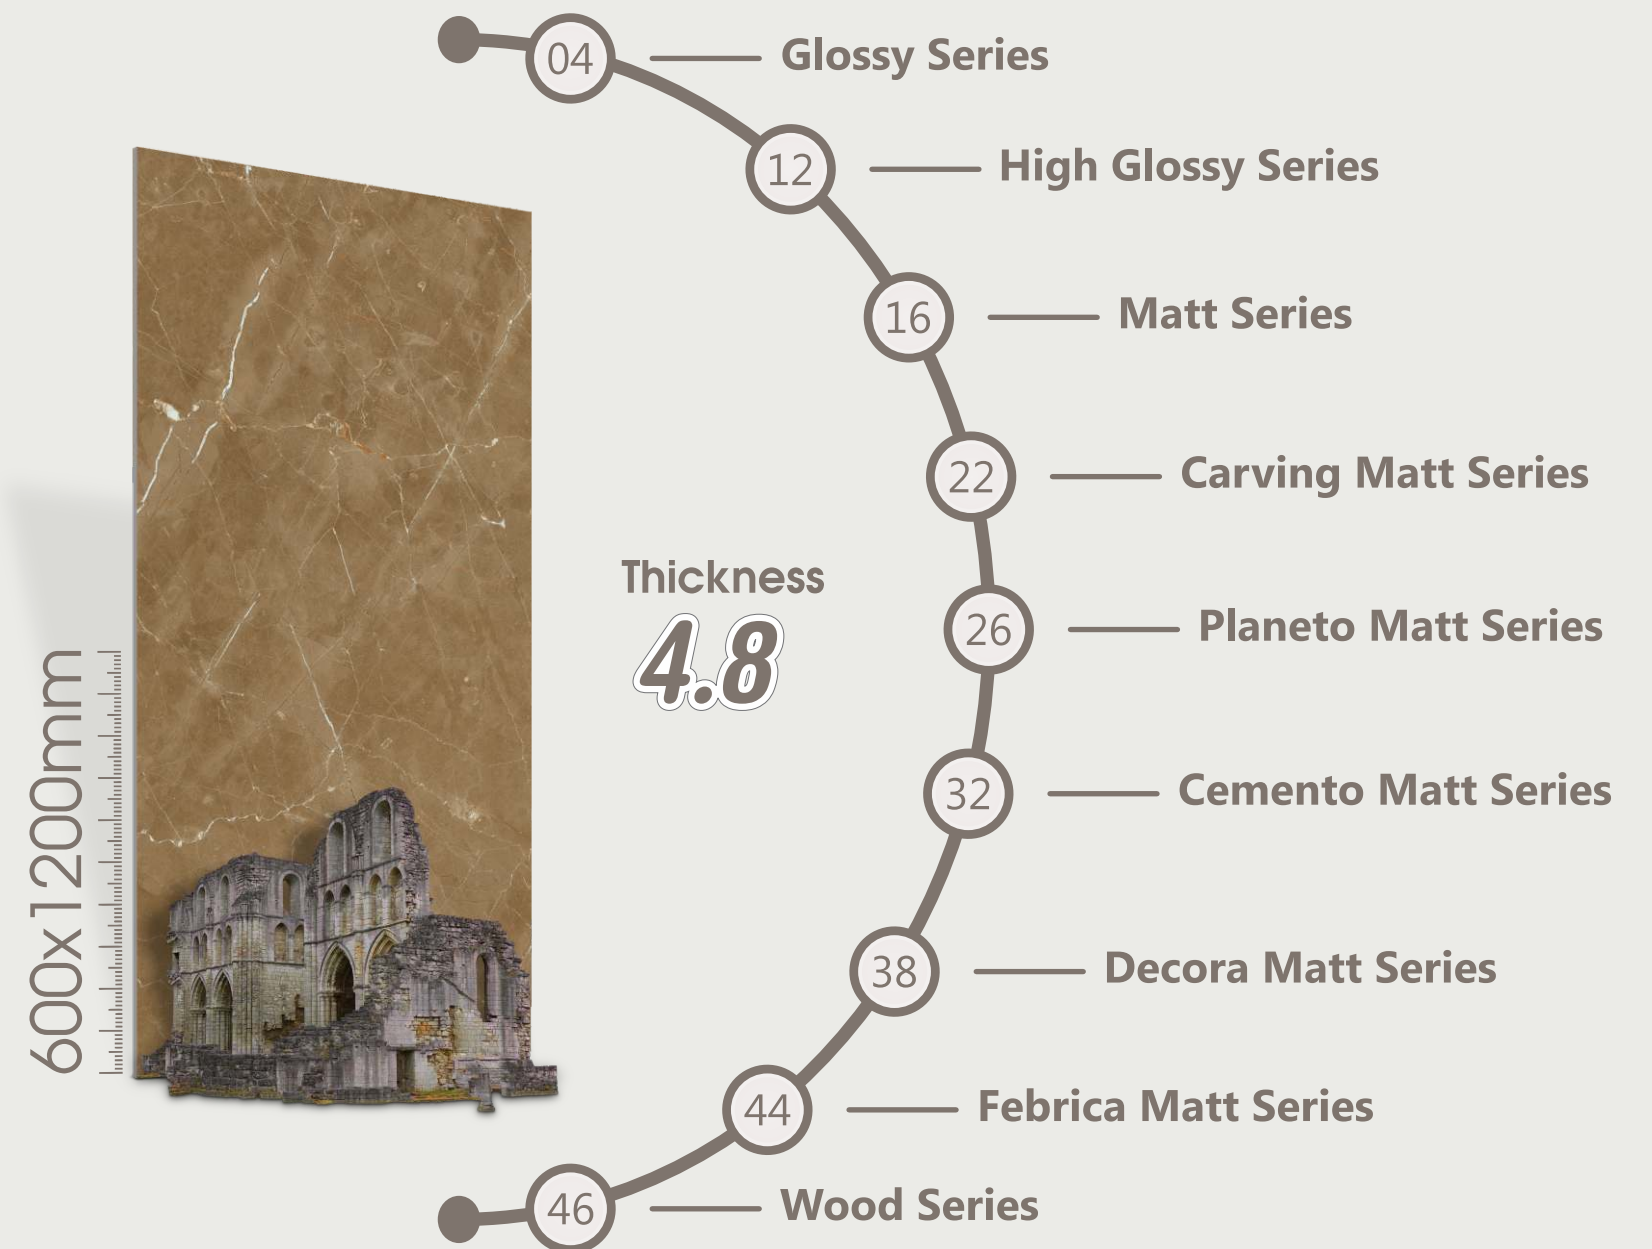 04 Glossy Series
12 High Glossy Series
16 Matt Series
22 Carving Matt Series
Thickness
4.8
26 Planeto Matt Series
600x1200mm
32 Cemento Matt Series
38 Decora Matt Series
44 Febrica Matt Series
46 Wood Series